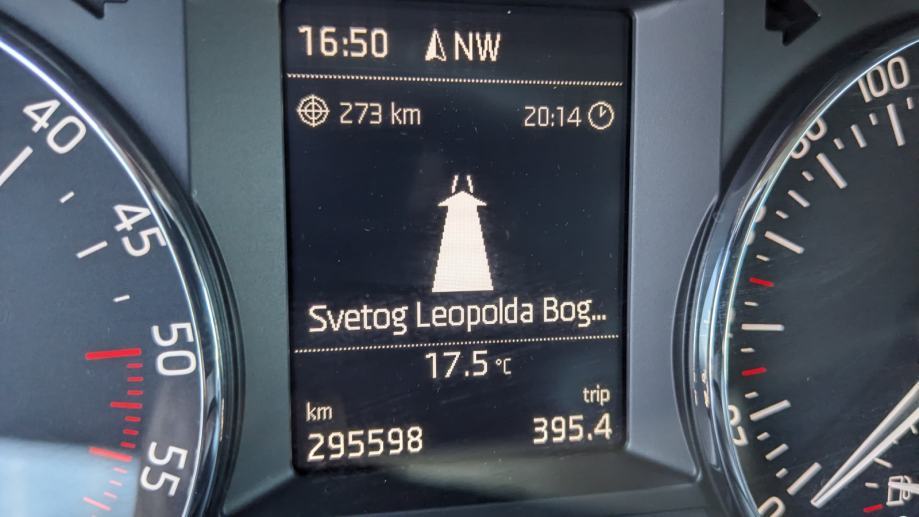 16:50 NW
273 km 20:14
Svetog Leopolda Bog...
17.5 °C
km trip
295598 395.4
40
45
50
55
100
80